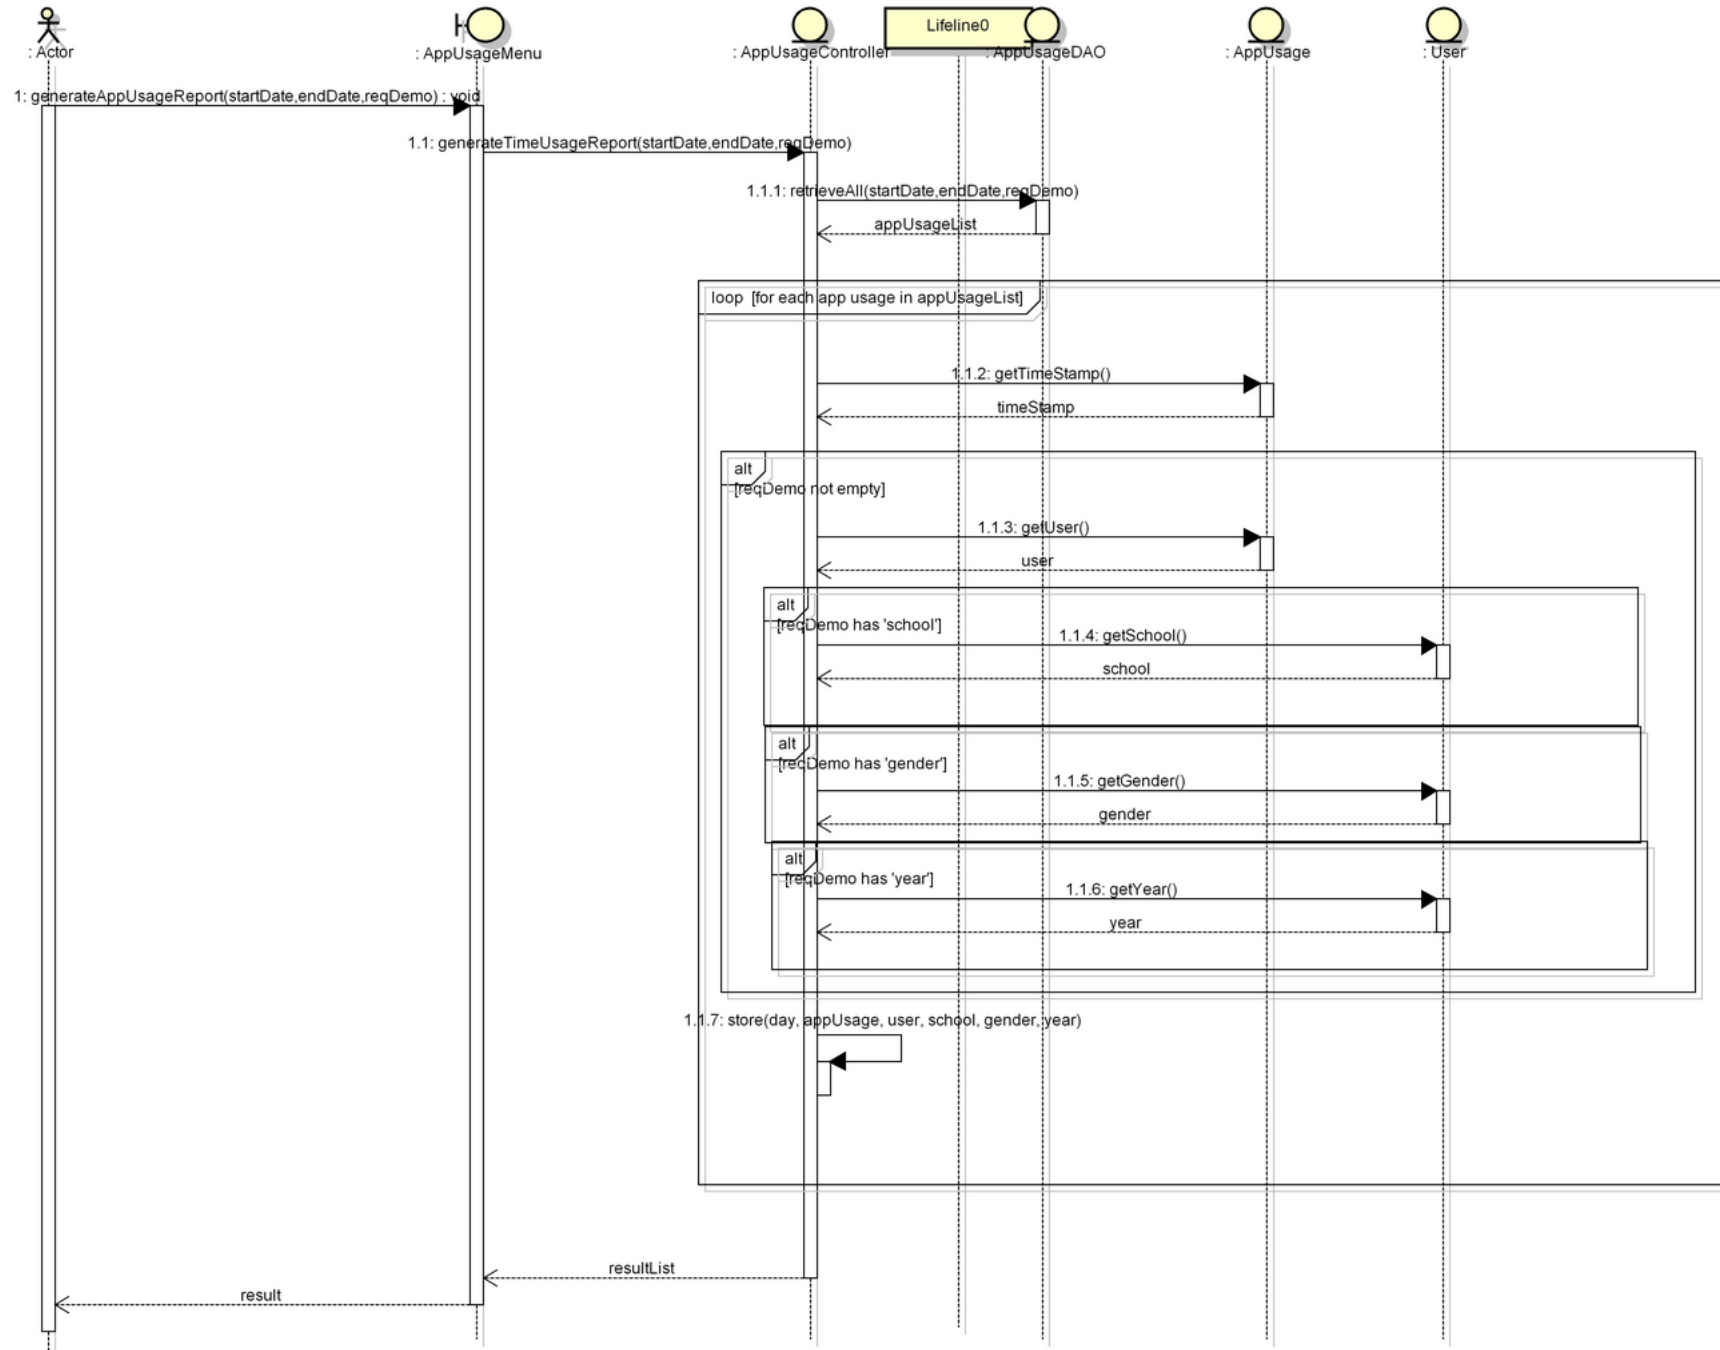 Lifeline0
: Actor
: AppUsageMenu
: AppUsageController
: AppUsageDAO
: AppUsage
: User
1: generateAppUsageReport(startDate,endDate,reqDemo) : void
1.1: generateTimeUsageReport(startDate,endDate,reqDemo)
1.1.1: retrieveAll(startDate,endDate,reqDemo)
appUsageList
loop [for each app usage in appUsageList]
1.1.2: getTimeStamp()
timeStamp
alt
[reqDemo not empty]
1.1.3: getUser()
user
alt
[reqDemo has 'school']
1.1.4: getSchool()
school
alt
[reqDemo has 'gender']
1.1.5: getGender()
gender
alt
[reqDemo has 'year']
1.1.6: getYear()
year
1.1.7: store(day, appUsage, user, school, gender, year)
resultList
result